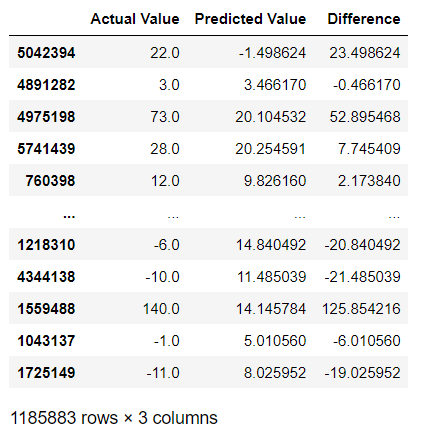 Actual Value Predicted Value Difference
5042394 22.0 -1.498624 23.498624
4891282 3.0 3.466170 -0.466170
4975198 73.0 20.104532 52.895468
5741439 28.0 20.254591 7.745409
760398 12.0 9.826160 2.173840
... ... ... ...
1218310 -6.0 14.840492 -20.840492
4344138 -10.0 11.485039 -21.485039
1559488 140.0 14.145784 125.854216
1043137 -1.0 5.010560 -6.010560
1725149 -11.0 8.025952 -19.025952
1185883 rows × 3 columns